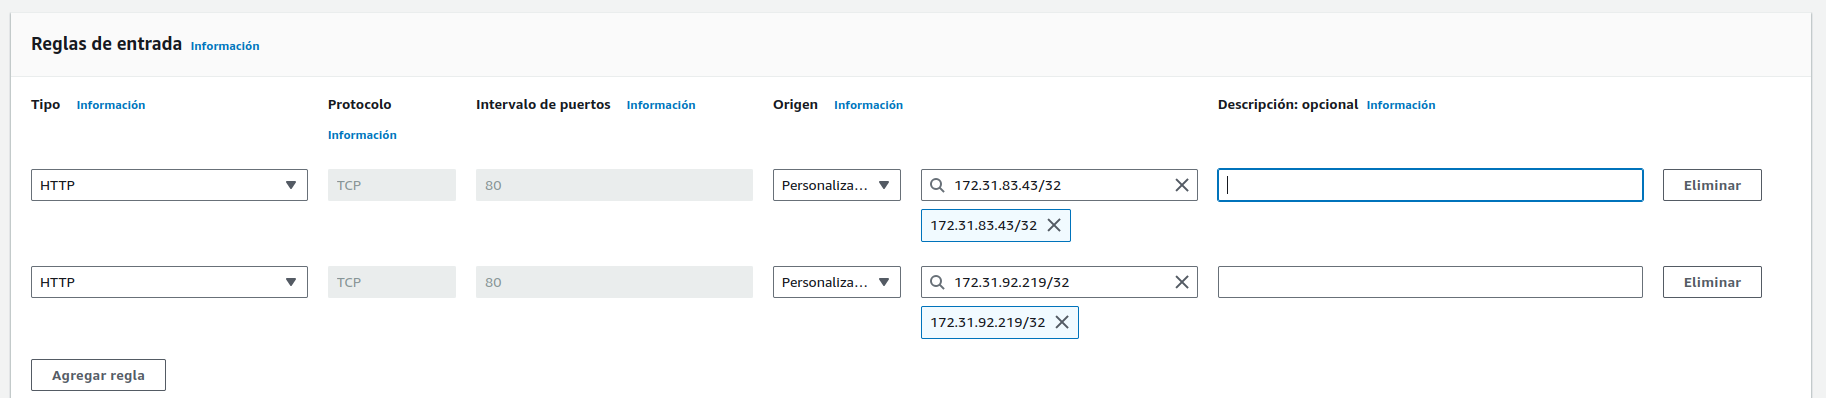 Reglas de entrada Información
Tipo Información Protocolo Información Intervalo de puertos Información Origen Información Descripción: opcional Información
HTTP TCP 80 Personaliza... 172.31.83.43/32 Eliminar
172.31.83.43/32
HTTP TCP 80 Personaliza... 172.31.92.219/32 Eliminar
172.31.92.219/32
Agregar regla